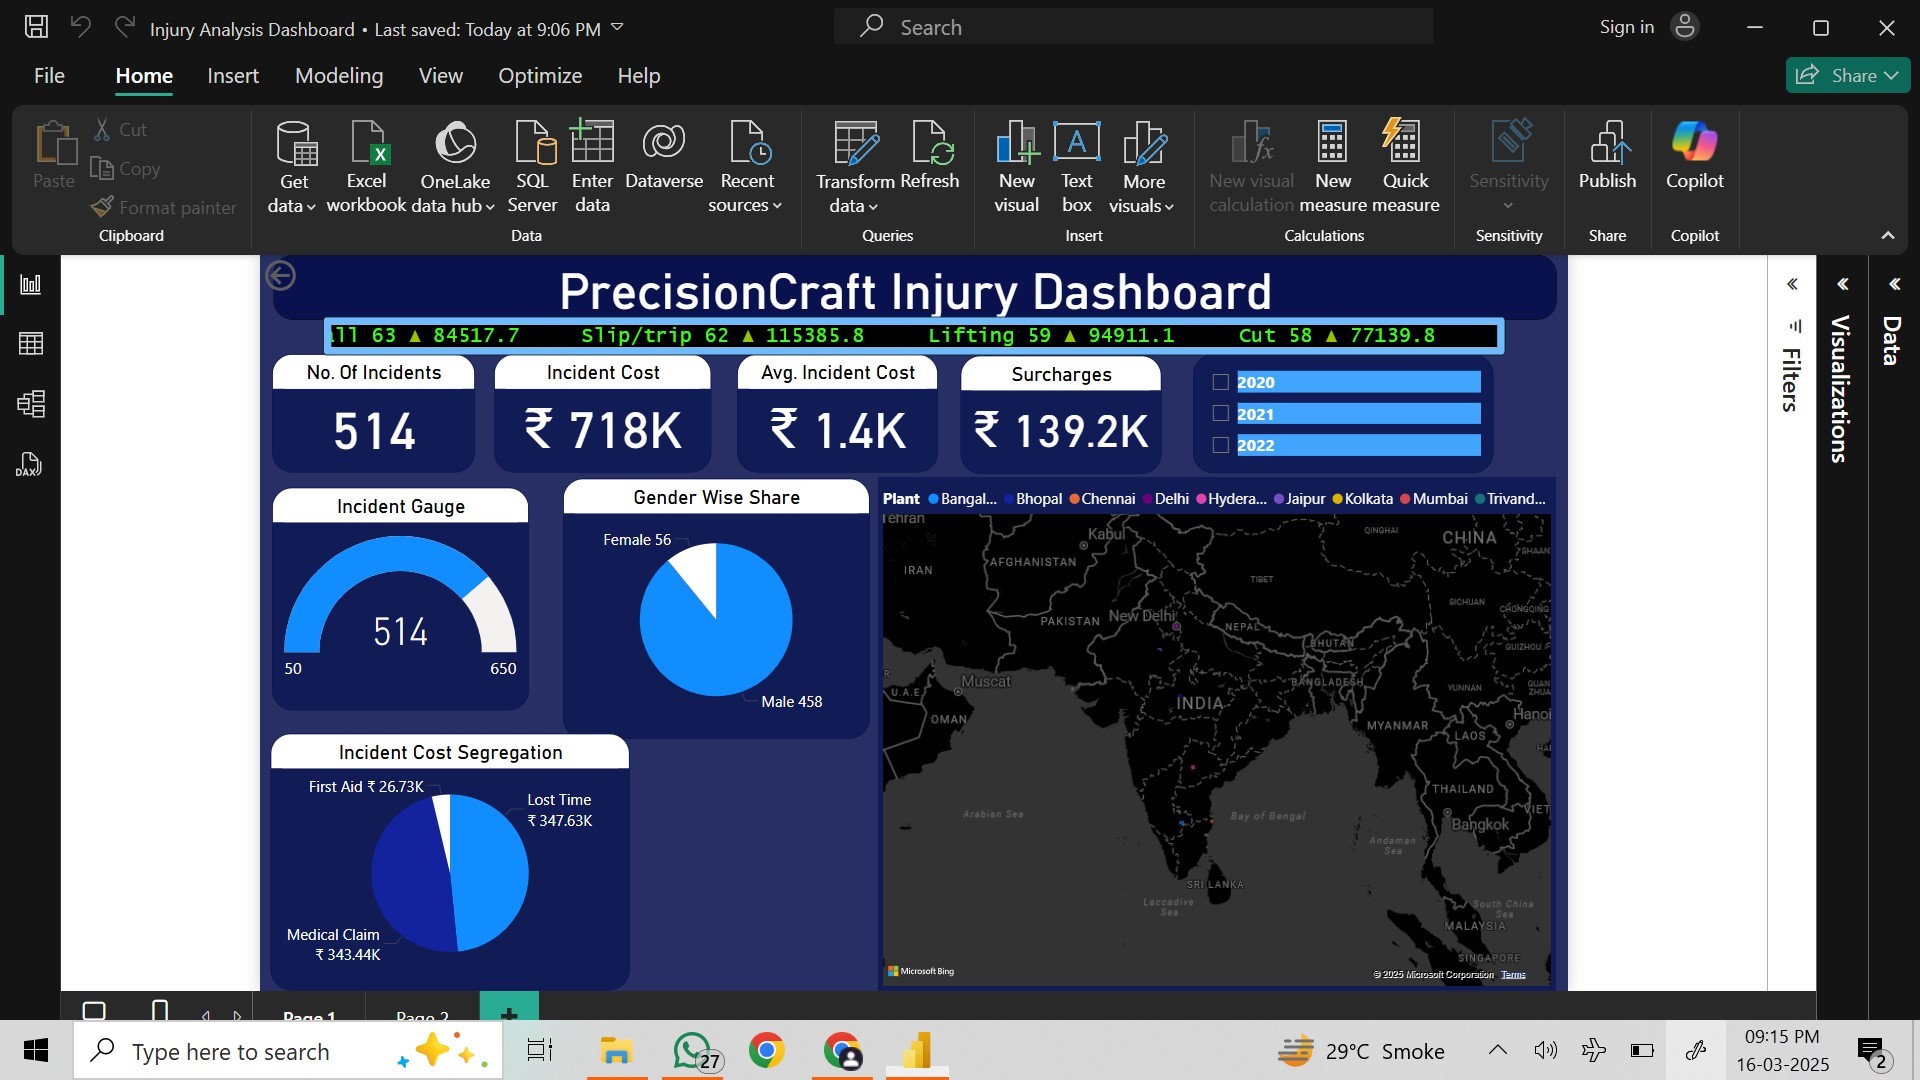 Injury Analysis Dashboard • Last saved: Today at 9:06 PM
Search
Sign in
File Home Insert Modeling View Optimize Help
Share
Paste
Cut
Copy
Format painter
Clipboard
Get data
Excel workbook
OneLake data hub
SQL Server
Enter data
Dataverse
Recent sources
Data
Transform data
Refresh
Queries
New visual
Text box
More visuals
Insert
New visual calculation
New measure
Quick measure
Calculations
Sensitivity
Sensitivity
Publish
Share
Copilot
Copilot
PrecisionCraft Injury Dashboard
ll 63 ▲ 84517.7 Slip/trip 62 ▲ 115385.8 Lifting 59 ▲ 94911.1 Cut 58 ▲ 77139.8
No. Of Incidents
514
Incident Cost
₹ 718K
Avg. Incident Cost
₹ 1.4K
Surcharges
₹ 139.2K
2020
2021
2022
Incident Gauge
514
50
650
Gender Wise Share
Female 56
Male 458
Incident Cost Segregation
First Aid ₹ 26.73K
Lost Time
₹ 347.63K
Medical Claim
₹ 343.44K
Plant Bangal... Bhopal Chennai Delhi Hydera... Jaipur Kolkata Mumbai Trivand...
Tehran
Kabul
QINGHAI
CHINA
SHAAN
AFGHANISTAN
IRAN
TIBET
SICHUAN
CHONGQING
PAKISTAN
New Delhi
NEPAL
BHUTAN
GUIZHOU
Muscat
BANGLADESH
YUNNAN
GUAN
ZHUA
U.A.E.
OMAN
INDIA
Hanoi
MYANMAR
LAOS
HAI
THAILAND
VIET
Arabian Sea
Bay of Bengal
Bangkok
Andaman
Sea
SRI LANKA
Laccadive
Sea
South China
Sea
MALAYSIA
SINGAPORE
Microsoft Bing
© 2025 Microsoft Corporation Terms
Filters
Visualizations
Data
DAX
Page 1
Page 2
Type here to search
27
29°C Smoke
09:15 PM
16-03-2025
2